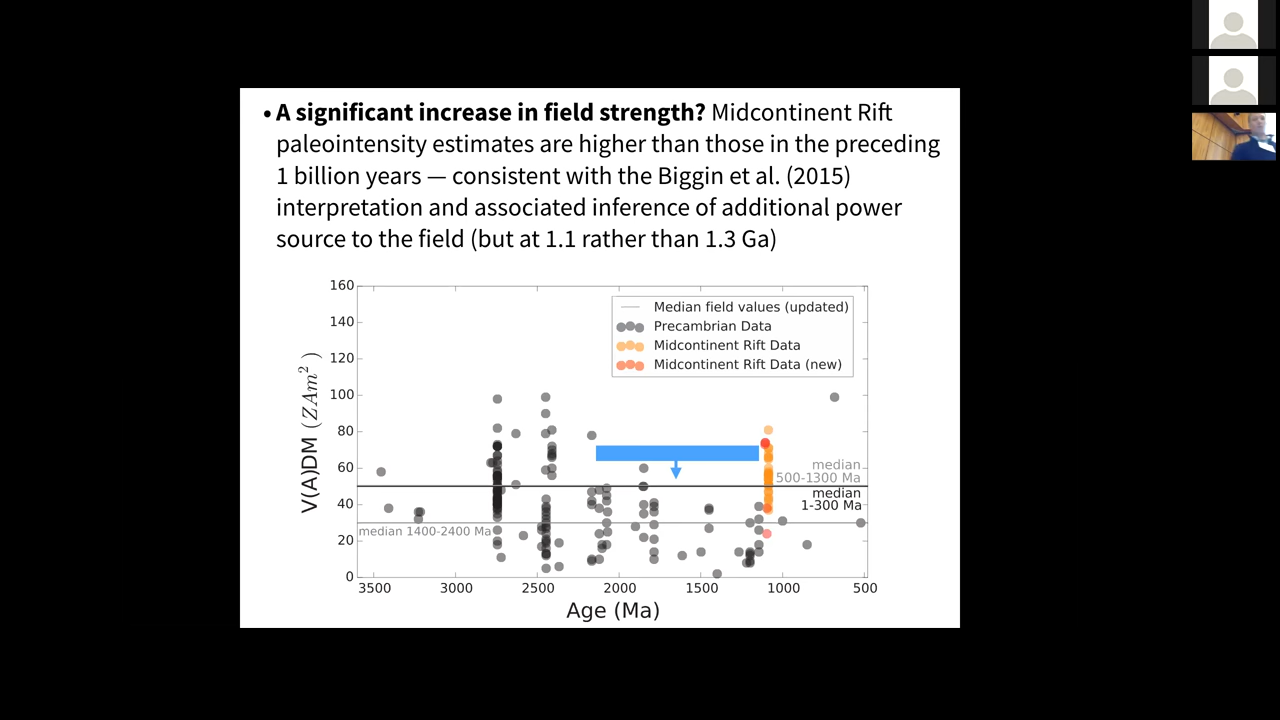 • A significant increase in field strength? Midcontinent Rift
paleointensity estimates are higher than those in the preceding
1 billion years — consistent with the Biggin et al. (2015)
interpretation and associated inference of additional power
source to the field (but at 1.1 rather than 1.3 Ga)
160
140
120
100
80
60
40
20
0
V(A)DM (ZAm²)
Median field values (updated)
Precambrian Data
Midcontinent Rift Data
Midcontinent Rift Data (new)
median
500-1300 Ma
median
1-300 Ma
median 1400-2400 Ma
3500 3000 2500 2000 1500 1000 500
Age (Ma)